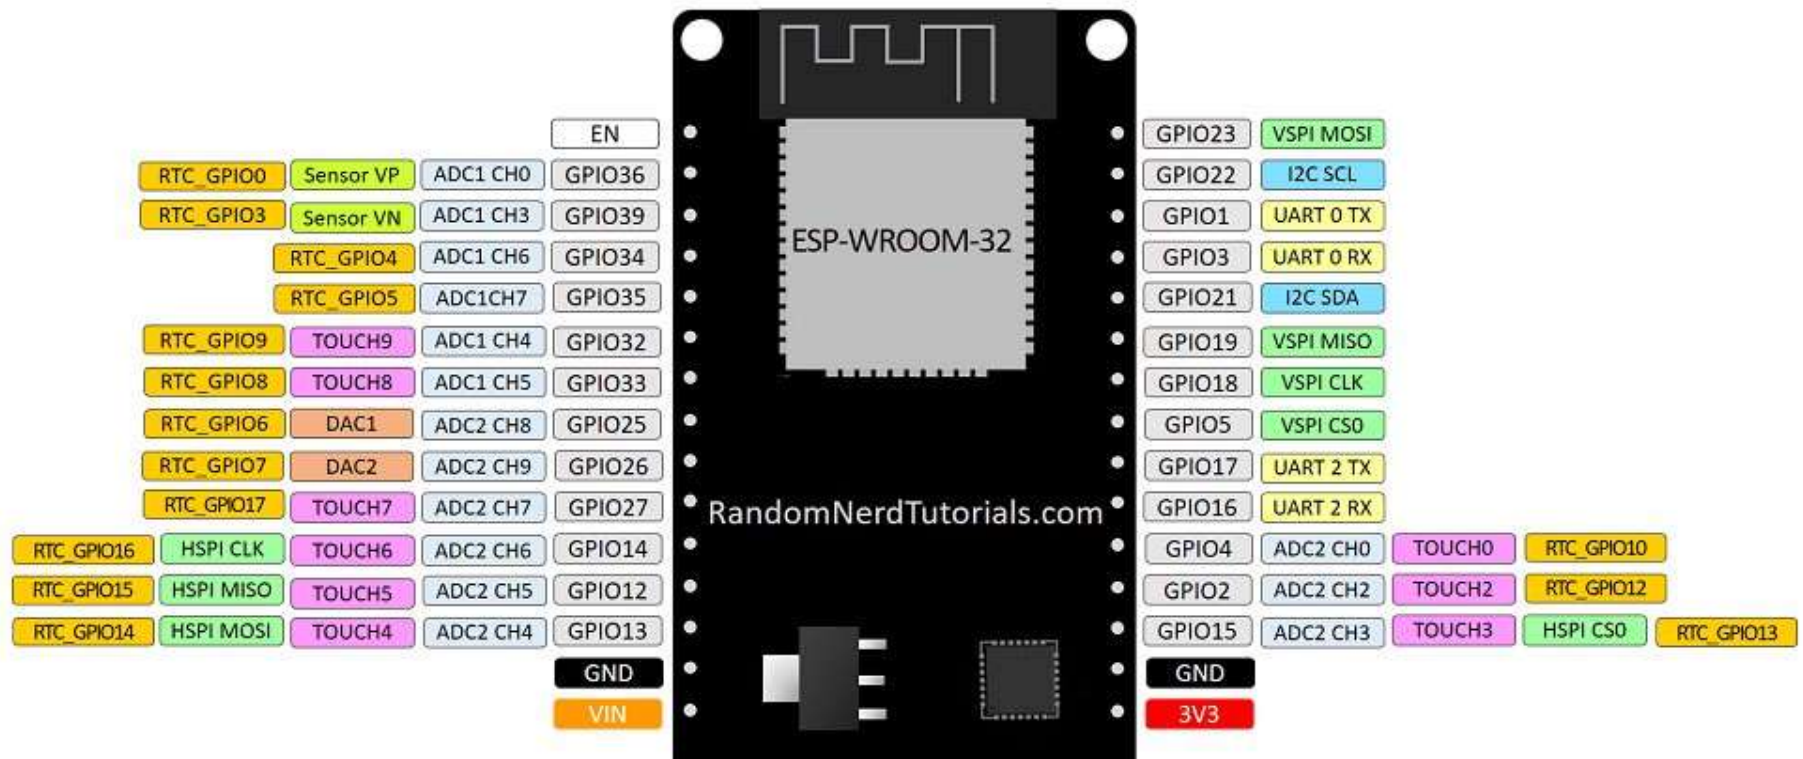 EN GPIO23 VSPI MOSI
RTC_GPIO0 Sensor VP ADC1 CH0 GPIO36 GPIO22 I2C SCL
RTC_GPIO3 Sensor VN ADC1 CH3 GPIO39 GPIO1 UART 0 TX
RTC_GPIO4 ADC1 CH6 GPIO34 ESP-WROOM-32 GPIO3 UART 0 RX
RTC_GPIO5 ADC1CH7 GPIO35 GPIO21 I2C SDA
RTC_GPIO9 TOUCH9 ADC1 CH4 GPIO32 GPIO19 VSPI MISO
RTC_GPIO8 TOUCH8 ADC1 CH5 GPIO33 GPIO18 VSPI CLK
RTC_GPIO6 DAC1 ADC2 CH8 GPIO25 GPIO5 VSPI CS0
RTC_GPIO7 DAC2 ADC2 CH9 GPIO26 GPIO17 UART 2 TX
RTC_GPIO17 TOUCH7 ADC2 CH7 GPIO27 RandomNerdTutorials.com GPIO16 UART 2 RX
RTC_GPIO16 HSPI CLK TOUCH6 ADC2 CH6 GPIO14 GPIO4 ADC2 CH0 TOUCH0 RTC_GPIO10
RTC_GPIO15 HSPI MISO TOUCH5 ADC2 CH5 GPIO12 GPIO2 ADC2 CH2 TOUCH2 RTC_GPIO12
RTC_GPIO14 HSPI MOSI TOUCH4 ADC2 CH4 GPIO13 GPIO15 ADC2 CH3 TOUCH3 HSPI CS0 RTC_GPIO13
GND GND
VIN 3V3